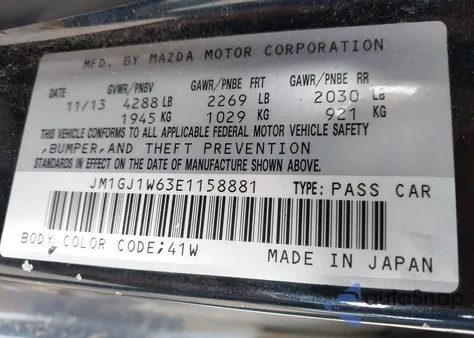 MFD. BY MAZDA MOTOR CORPORATION
DATE GVWR/PNBV GAWR/PNBE FRT GAWR/PNBE RR
11/13 4288 LB 2269 LB 2030 LB
1945 KG 1029 KG 921 KG
THIS VEHICLE CONFORMS TO ALL APPLICABLE FEDERAL MOTOR VEHICLE SAFETY
,BUMPER,AND THEFT PREVENTION
STANDARDS IN EFFECT ON THE DATE OF MANUFACTURE SHOWN ABOVE.
JM1GJ1W63E1158881 TYPE: PASS CAR
BODY COLOR CODE;41W
MADE IN JAPAN
autoSnap